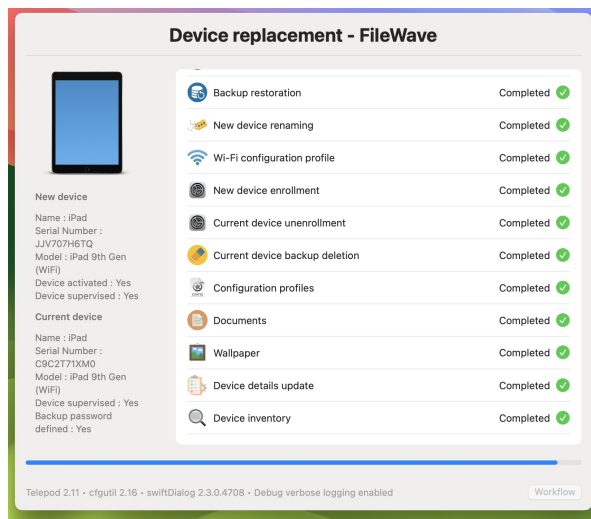 Device replacement - FileWave
New device
Name : iPad
Serial Number :
JJV707H6TQ
Model : iPad 9th Gen
(WiFi)
Device activated : Yes
Device supervised : Yes
Current device
Name : iPad
Serial Number :
C9C2T71XM0
Model : iPad 9th Gen
(WiFi)
Device supervised : Yes
Backup password
defined : Yes
Backup restoration Completed
New device renaming Completed
Wi-Fi configuration profile Completed
New device enrollment Completed
Current device unenrollment Completed
Current device backup deletion Completed
CONFIG Configuration profiles Completed
Documents Completed
Wallpaper Completed
Device details update Completed
Device inventory Completed
Telepod 2.11 • cfgutil 2.16 • swiftDialog 2.3.0.4708 • Debug verbose logging enabled
Workflow